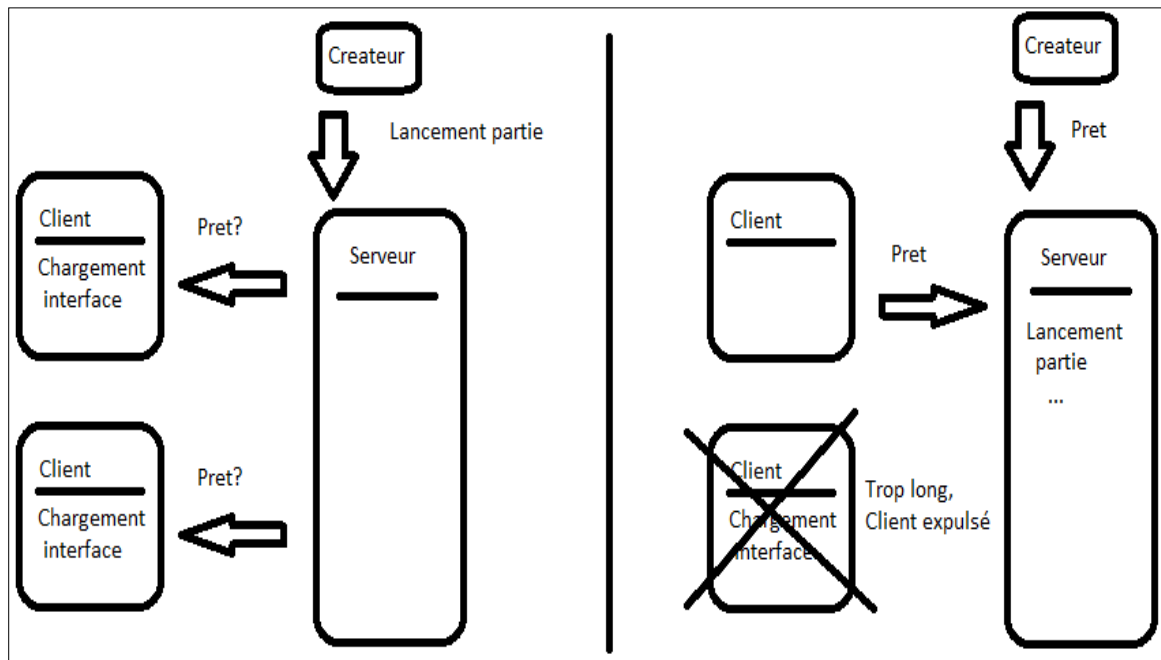 Createur
Lancement partie
Client
Pret?
Chargement
interface
Serveur
Client
Pret?
Chargement
interface
Createur
Pret
Client
Pret
Serveur
Lancement
partie
...
Client
Chargement
interface
Trop long,
Client expulsé